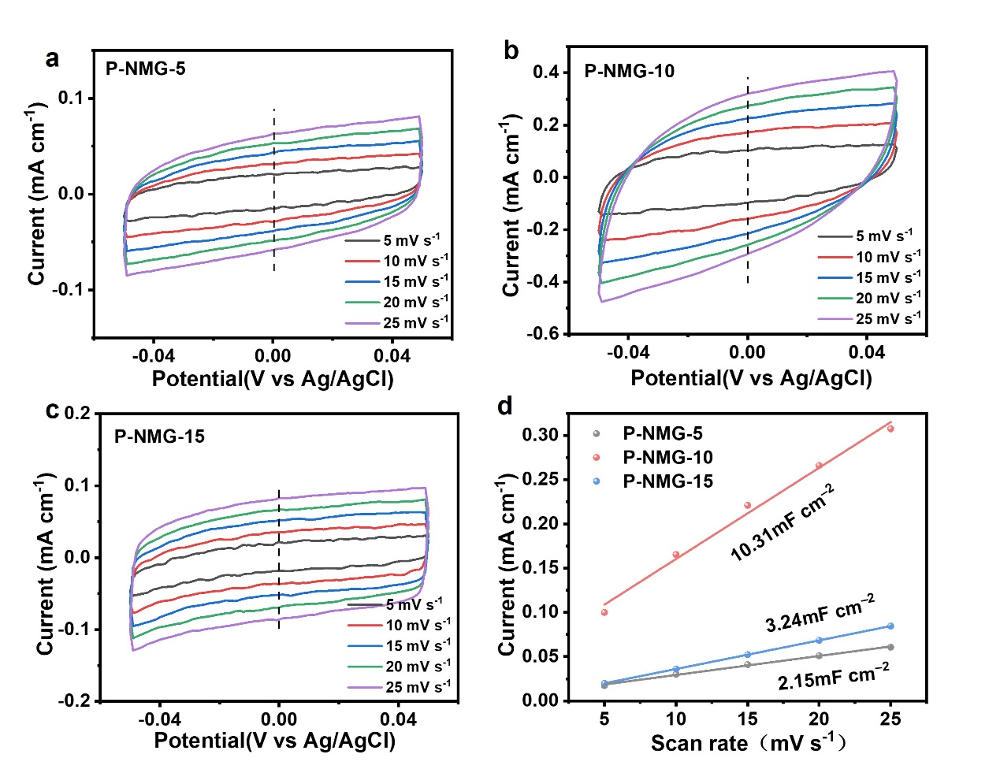 a
P-NMG-5
0.1
0.0
-0.1
Current (mA cm⁻¹)
5 mV s⁻¹
10 mV s⁻¹
15 mV s⁻¹
20 mV s⁻¹
25 mV s⁻¹
-0.04 0.00 0.04
Potential(V vs Ag/AgCl)
b
P-NMG-10
0.4
0.2
0.0
-0.2
-0.4
-0.6
Current (mA cm⁻¹)
5 mV s⁻¹
10 mV s⁻¹
15 mV s⁻¹
20 mV s⁻¹
25 mV s⁻¹
-0.04 0.00 0.04
Potential(V vs Ag/AgCl)
c
P-NMG-15
0.2
0.1
0.0
-0.1
-0.2
Current (mA cm⁻¹)
5 mV s⁻¹
10 mV s⁻¹
15 mV s⁻¹
20 mV s⁻¹
25 mV s⁻¹
-0.04 0.00 0.04
Potential(V vs Ag/AgCl)
d
P-NMG-5
P-NMG-10
P-NMG-15
0.30
0.25
0.20
0.15
0.10
0.05
0.00
Current (mA cm⁻¹)
10.31mF cm⁻²
3.24mF cm⁻²
2.15mF cm⁻²
5 10 15 20 25
Scan rate（mV s⁻¹）